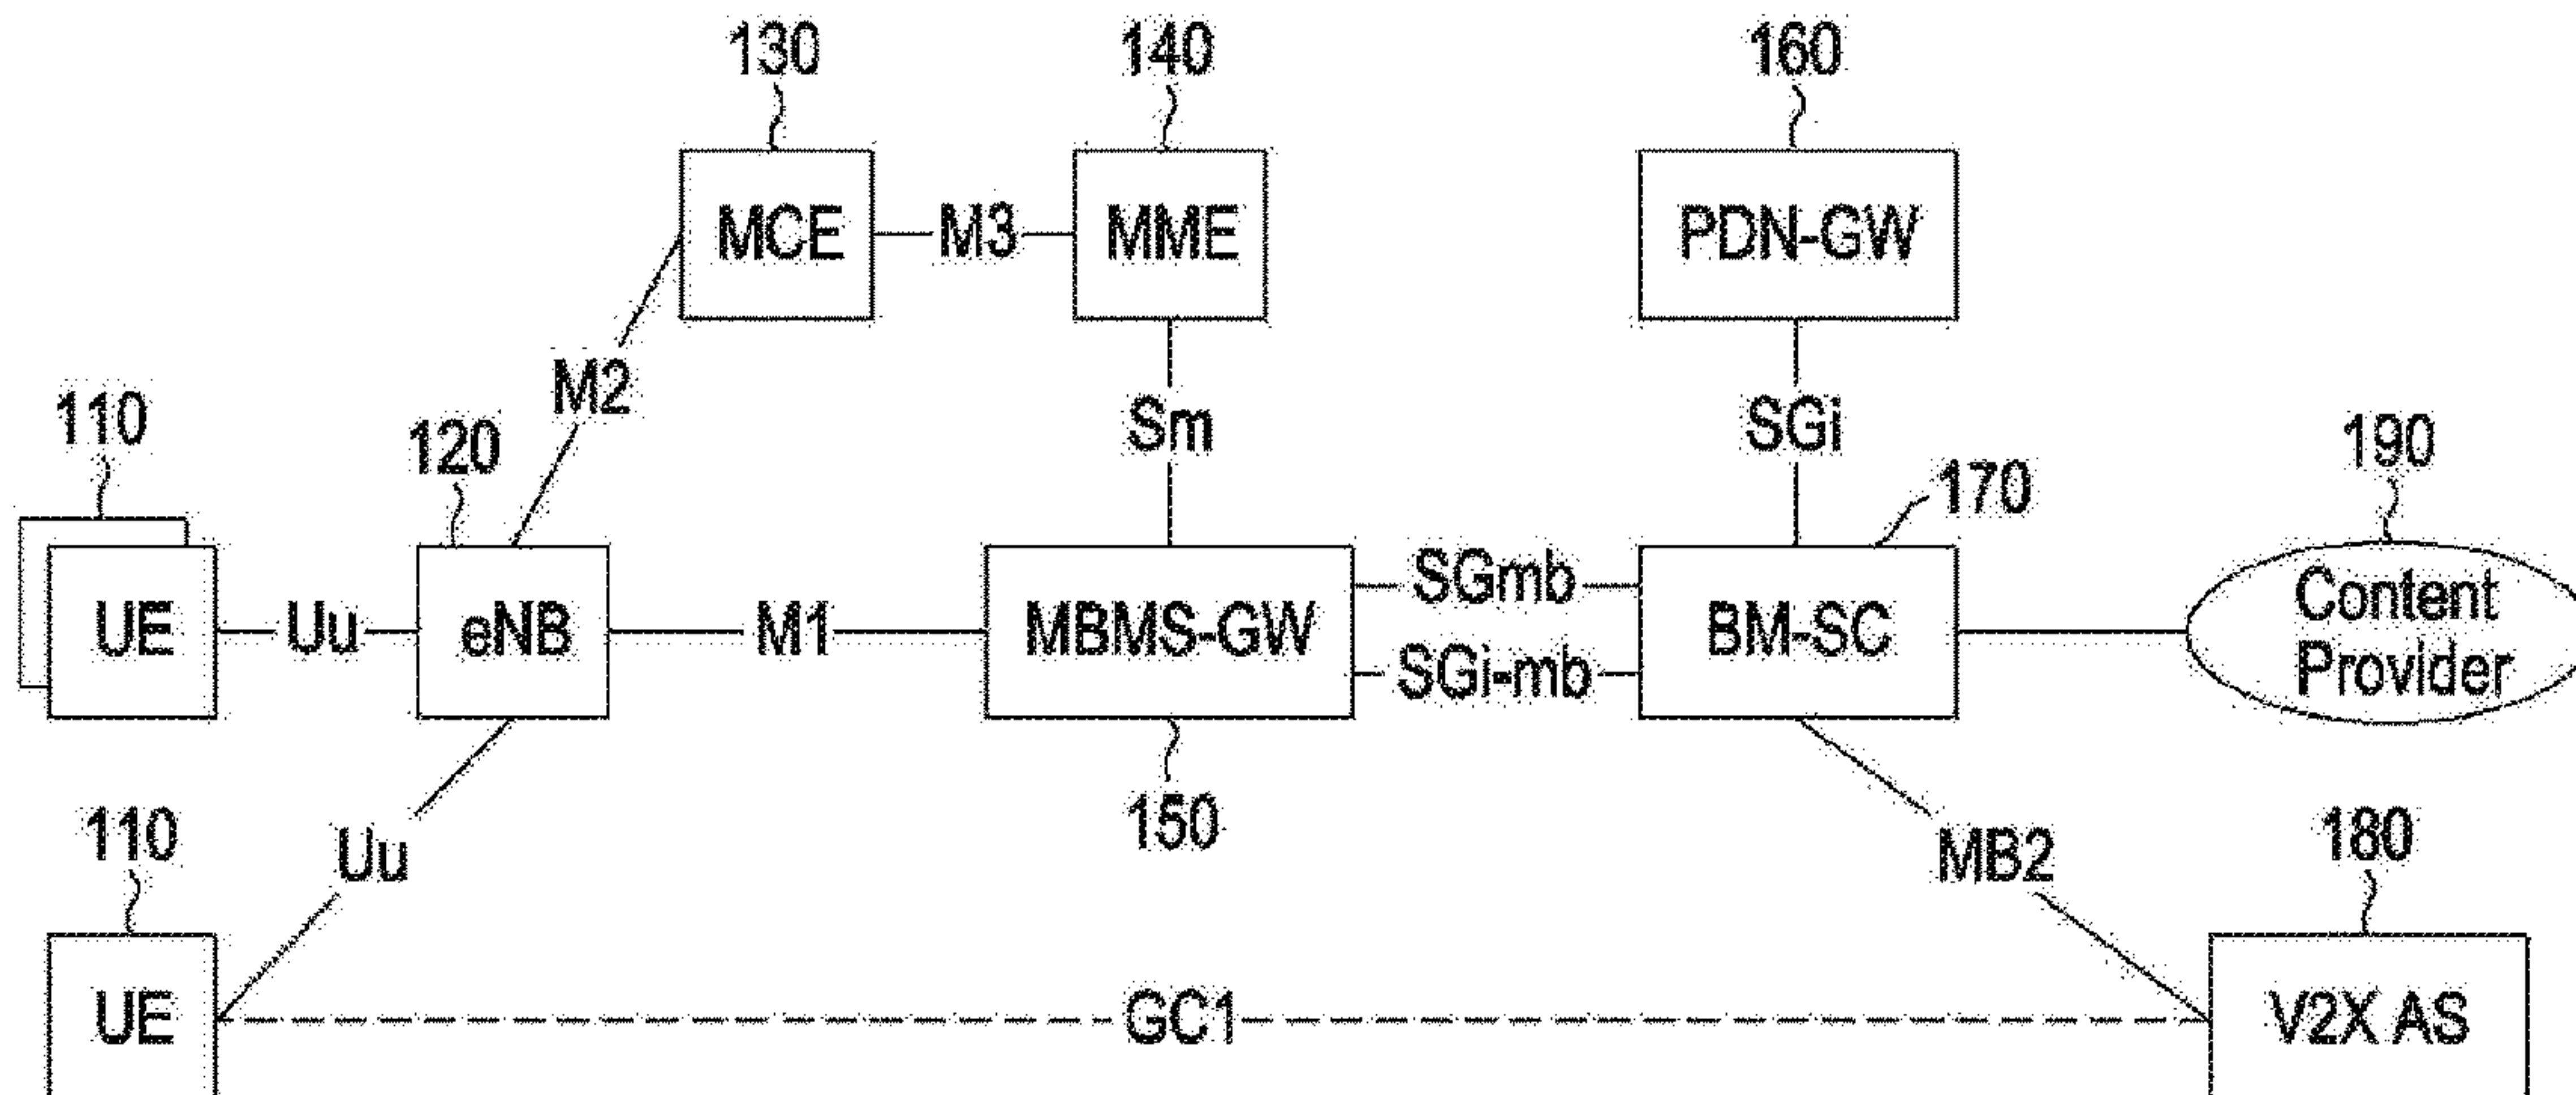 130
140
160
MCE
M3
MME
PDN-GW
M2
110
120
Sm
SGi
190
170
UE
Uu
eNB
M1
MBMS-GW
SGmb
SGi-mb
BM-SC
Content
Provider
110
Uu
150
MB2
180
UE
GC1
V2X AS